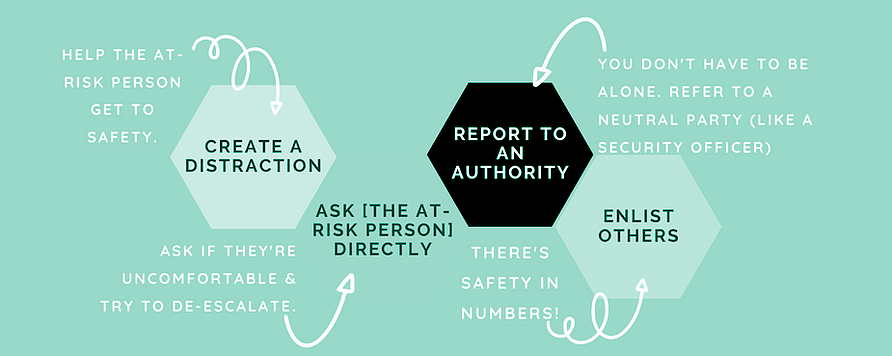 HELP THE AT-
RISK PERSON
GET TO
SAFETY.
CREATE A
DISTRACTION
ASK [THE AT-
RISK PERSON]
DIRECTLY
ASK IF THEY'RE
UNCOMFORTABLE &
TRY TO DE-ESCALATE.
YOU DON'T HAVE TO BE
ALONE. REFER TO A
NEUTRAL PARTY (LIKE A
SECURITY OFFICER)
REPORT TO
AN
AUTHORITY
ENLIST
OTHERS
THERE'S
SAFETY IN
NUMBERS!